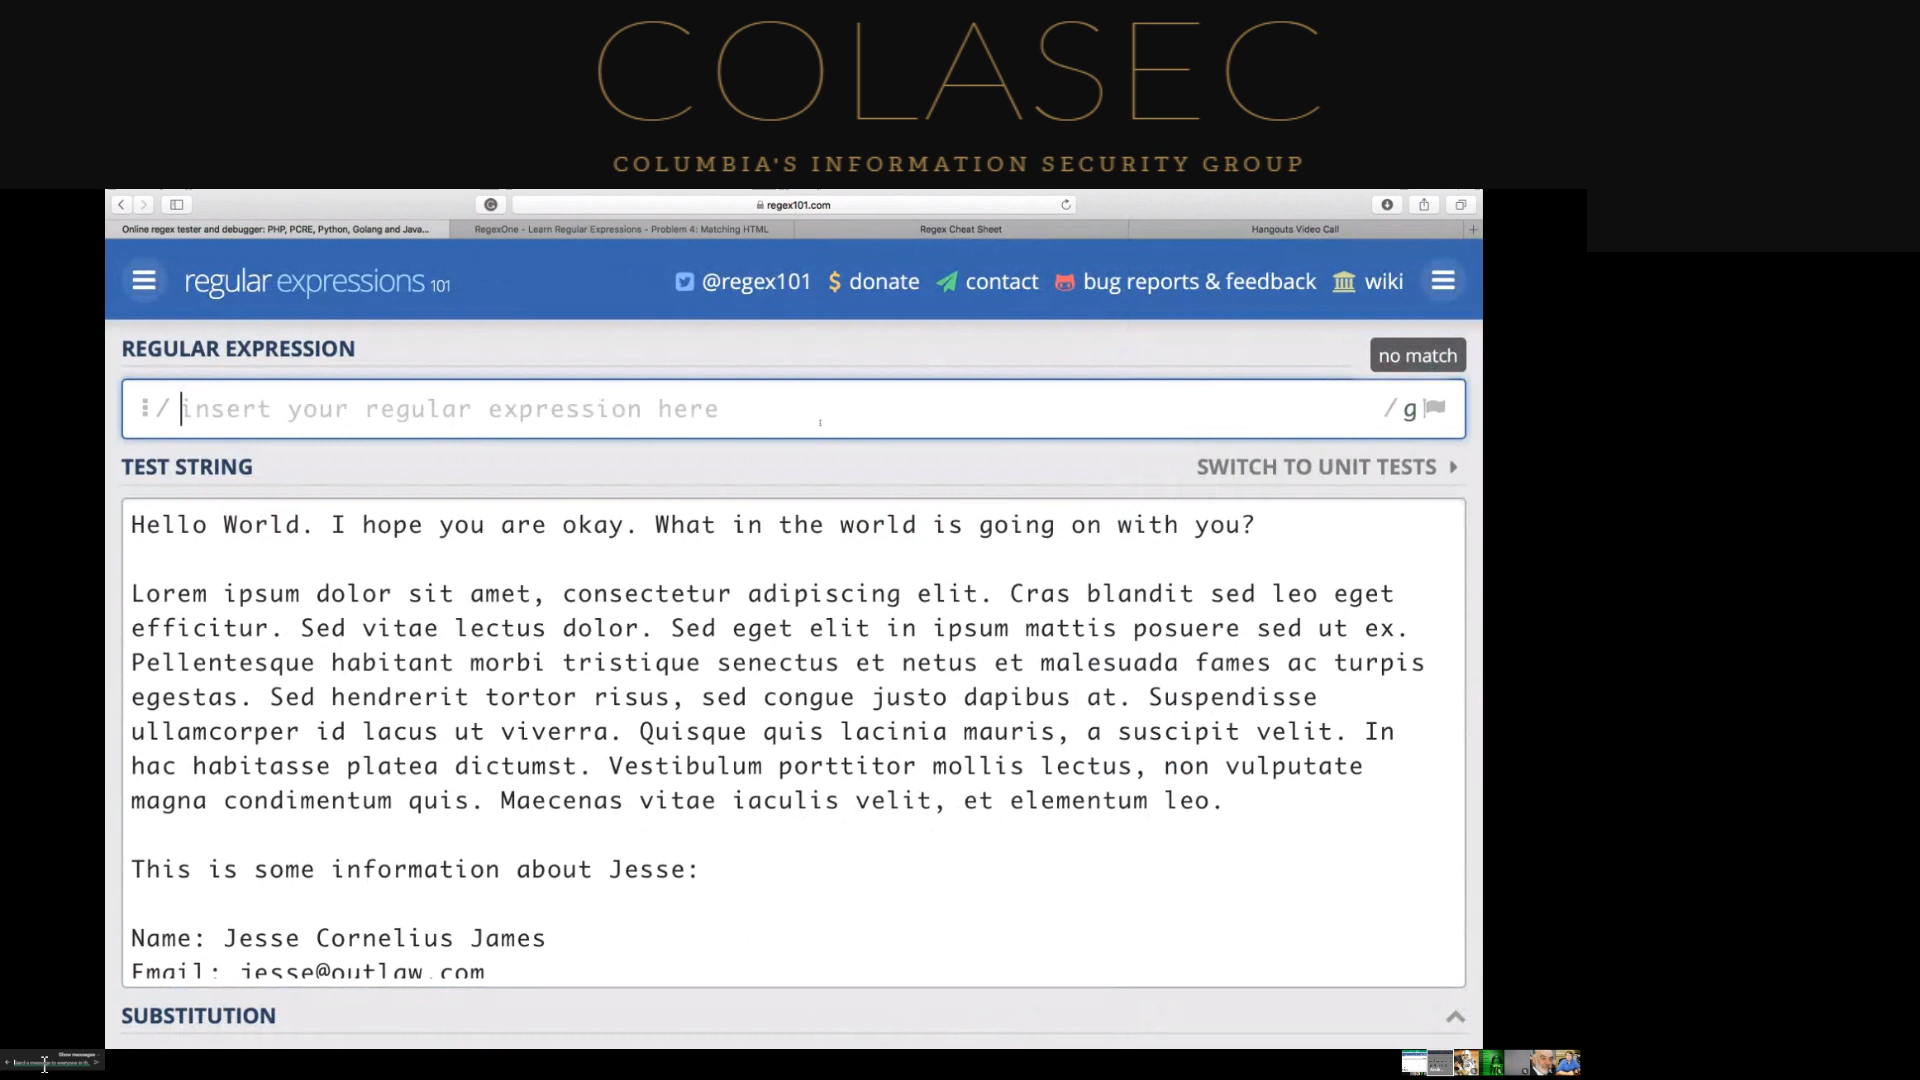 COLASEC
COLUMBIA'S INFORMATION SECURITY GROUP
regex101.com
Online regex tester and debugger: PHP, PCRE, Python, Golang and Java...
RegexOne - Learn Regular Expressions - Problem 4: Matching HTML
Regex Cheat Sheet
Hangouts Video Call
regular expressions 101
@regex101
$ donate
contact
bug reports & feedback
wiki
REGULAR EXPRESSION
no match
/ insert your regular expression here / g
TEST STRING
SWITCH TO UNIT TESTS
Hello World. I hope you are okay. What in the world is going on with you?
Lorem ipsum dolor sit amet, consectetur adipiscing elit. Cras blandit sed leo eget
efficitur. Sed vitae lectus dolor. Sed eget elit in ipsum mattis posuere sed ut ex.
Pellentesque habitant morbi tristique senectus et netus et malesuada fames ac turpis
egestas. Sed hendrerit tortor risus, sed congue justo dapibus at. Suspendisse
ullamcorper id lacus ut viverra. Quisque quis lacinia mauris, a suscipit velit. In
hac habitasse platea dictumst. Vestibulum porttitor mollis lectus, non vulputate
magna condimentum quis. Maecenas vitae iaculis velit, et elementum leo.
This is some information about Jesse:
Name: Jesse Cornelius James
Email: jesse@outlaw.com
SUBSTITUTION
Show messages